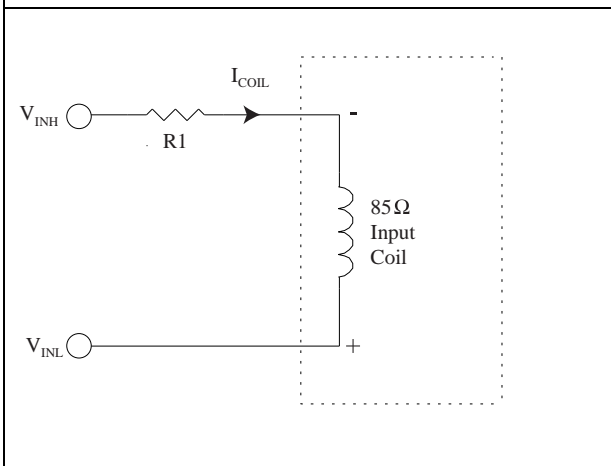 I_COIL
V_INH
-
R1
85Ω
Input
Coil
V_INL
+